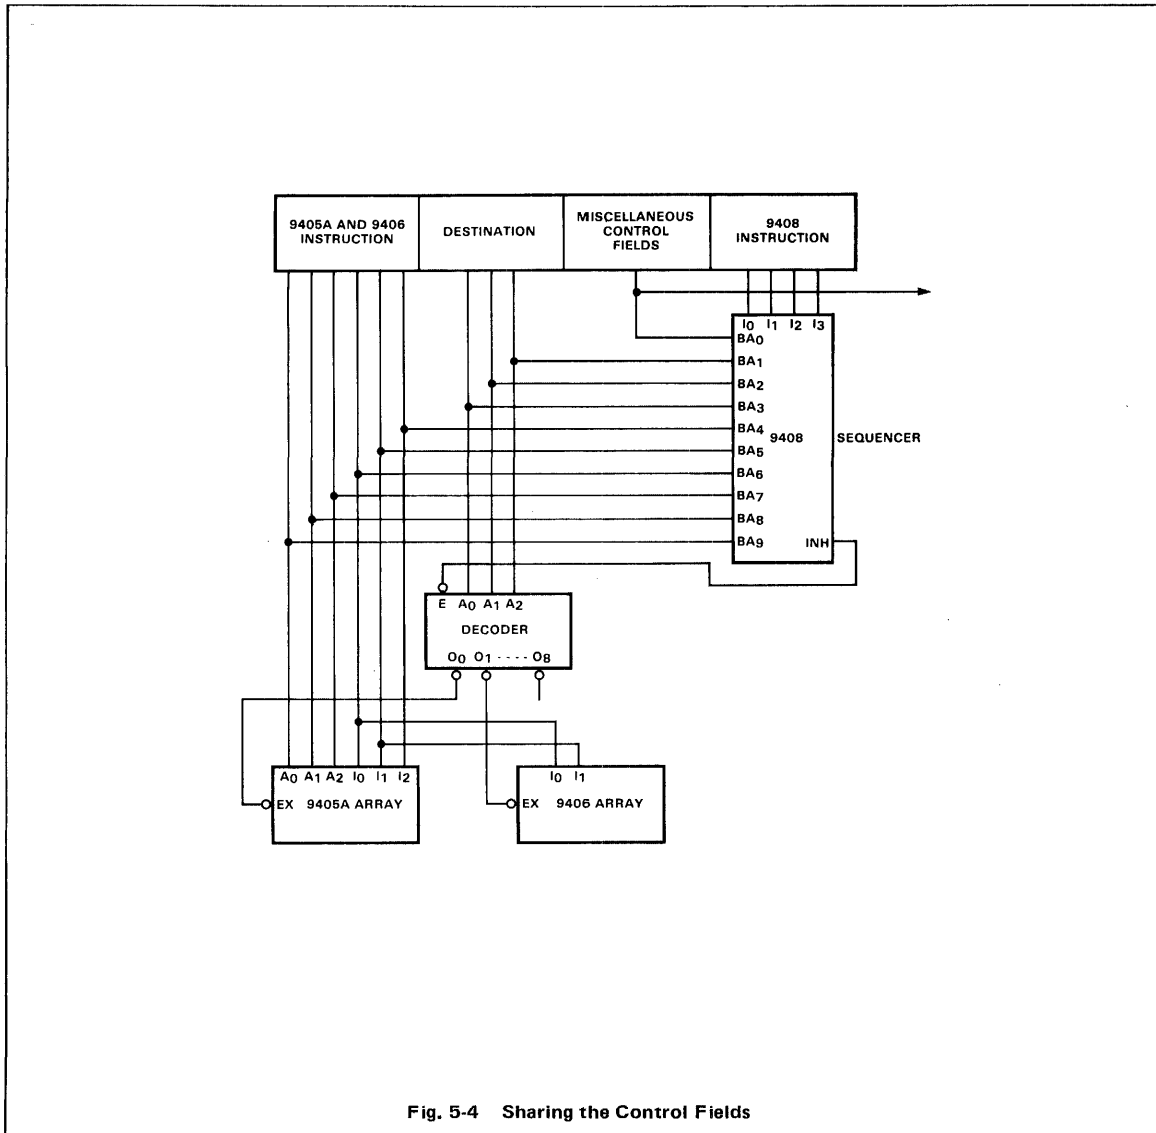 9405A AND 9406
INSTRUCTION
DESTINATION
MISCELLANEOUS
CONTROL
FIELDS
9408
INSTRUCTION
I0 I1 I2 I3
BA0
BA1
BA2
BA3
BA4
BA5
BA6
BA7
BA8
BA9
9408
SEQUENCER
INH
E A0 A1 A2
DECODER
O0 O1 - - - - O8
A0 A1 A2 I0 I1 I2
EX 9405A ARRAY
I0 I1
EX 9406 ARRAY
Fig. 5-4 Sharing the Control Fields